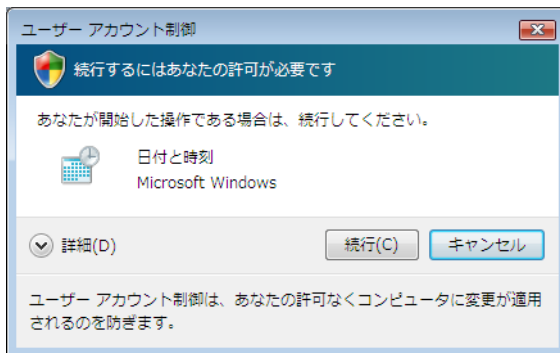 ユーザー アカウント制御
続行するにはあなたの許可が必要です
あなたが開始した操作である場合は、続行してください。
日付と時刻
Microsoft Windows
詳細(D)
続行(C)
キャンセル
ユーザー アカウント制御は、あなたの許可なくコンピュータに変更が適用
されるのを防ぎます。